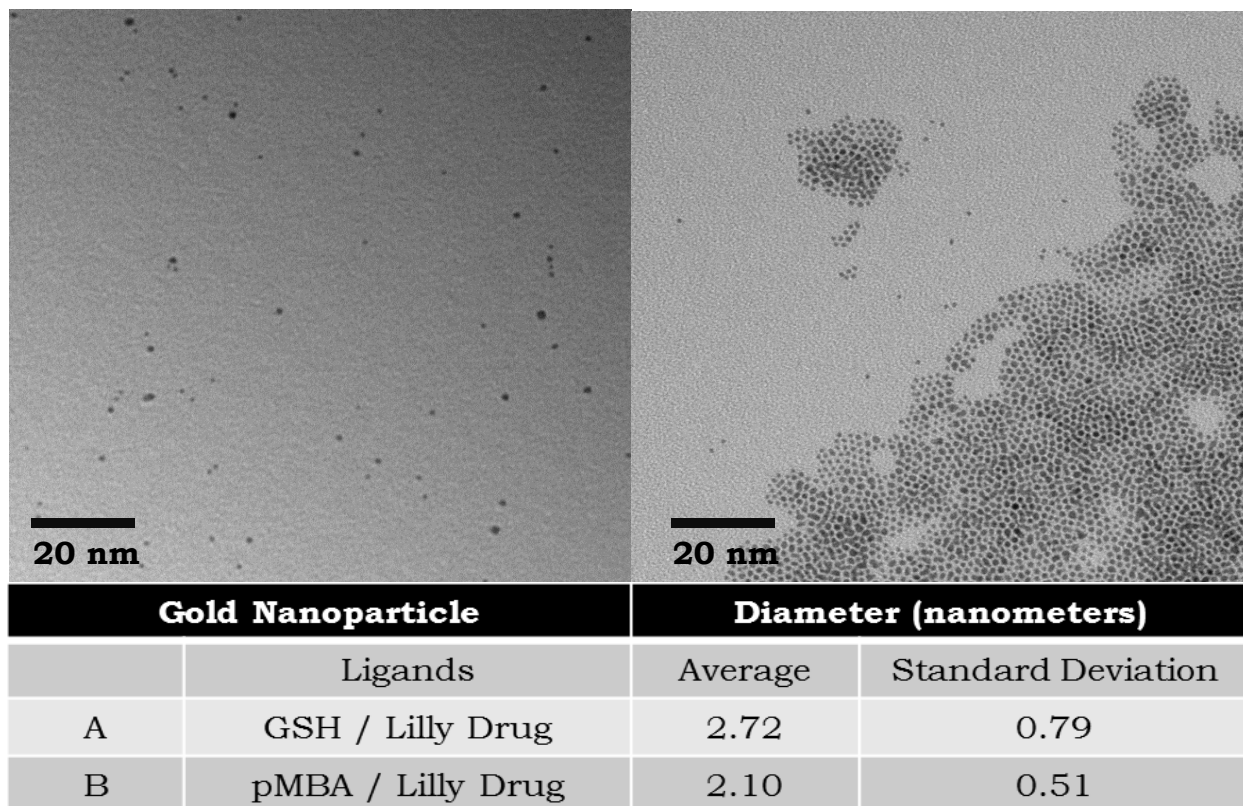 20 nm
20 nm
Gold Nanoparticle Diameter (nanometers)
Ligands Average Standard Deviation
A GSH / Lilly Drug 2.72 0.79
B pMBA / Lilly Drug 2.10 0.51